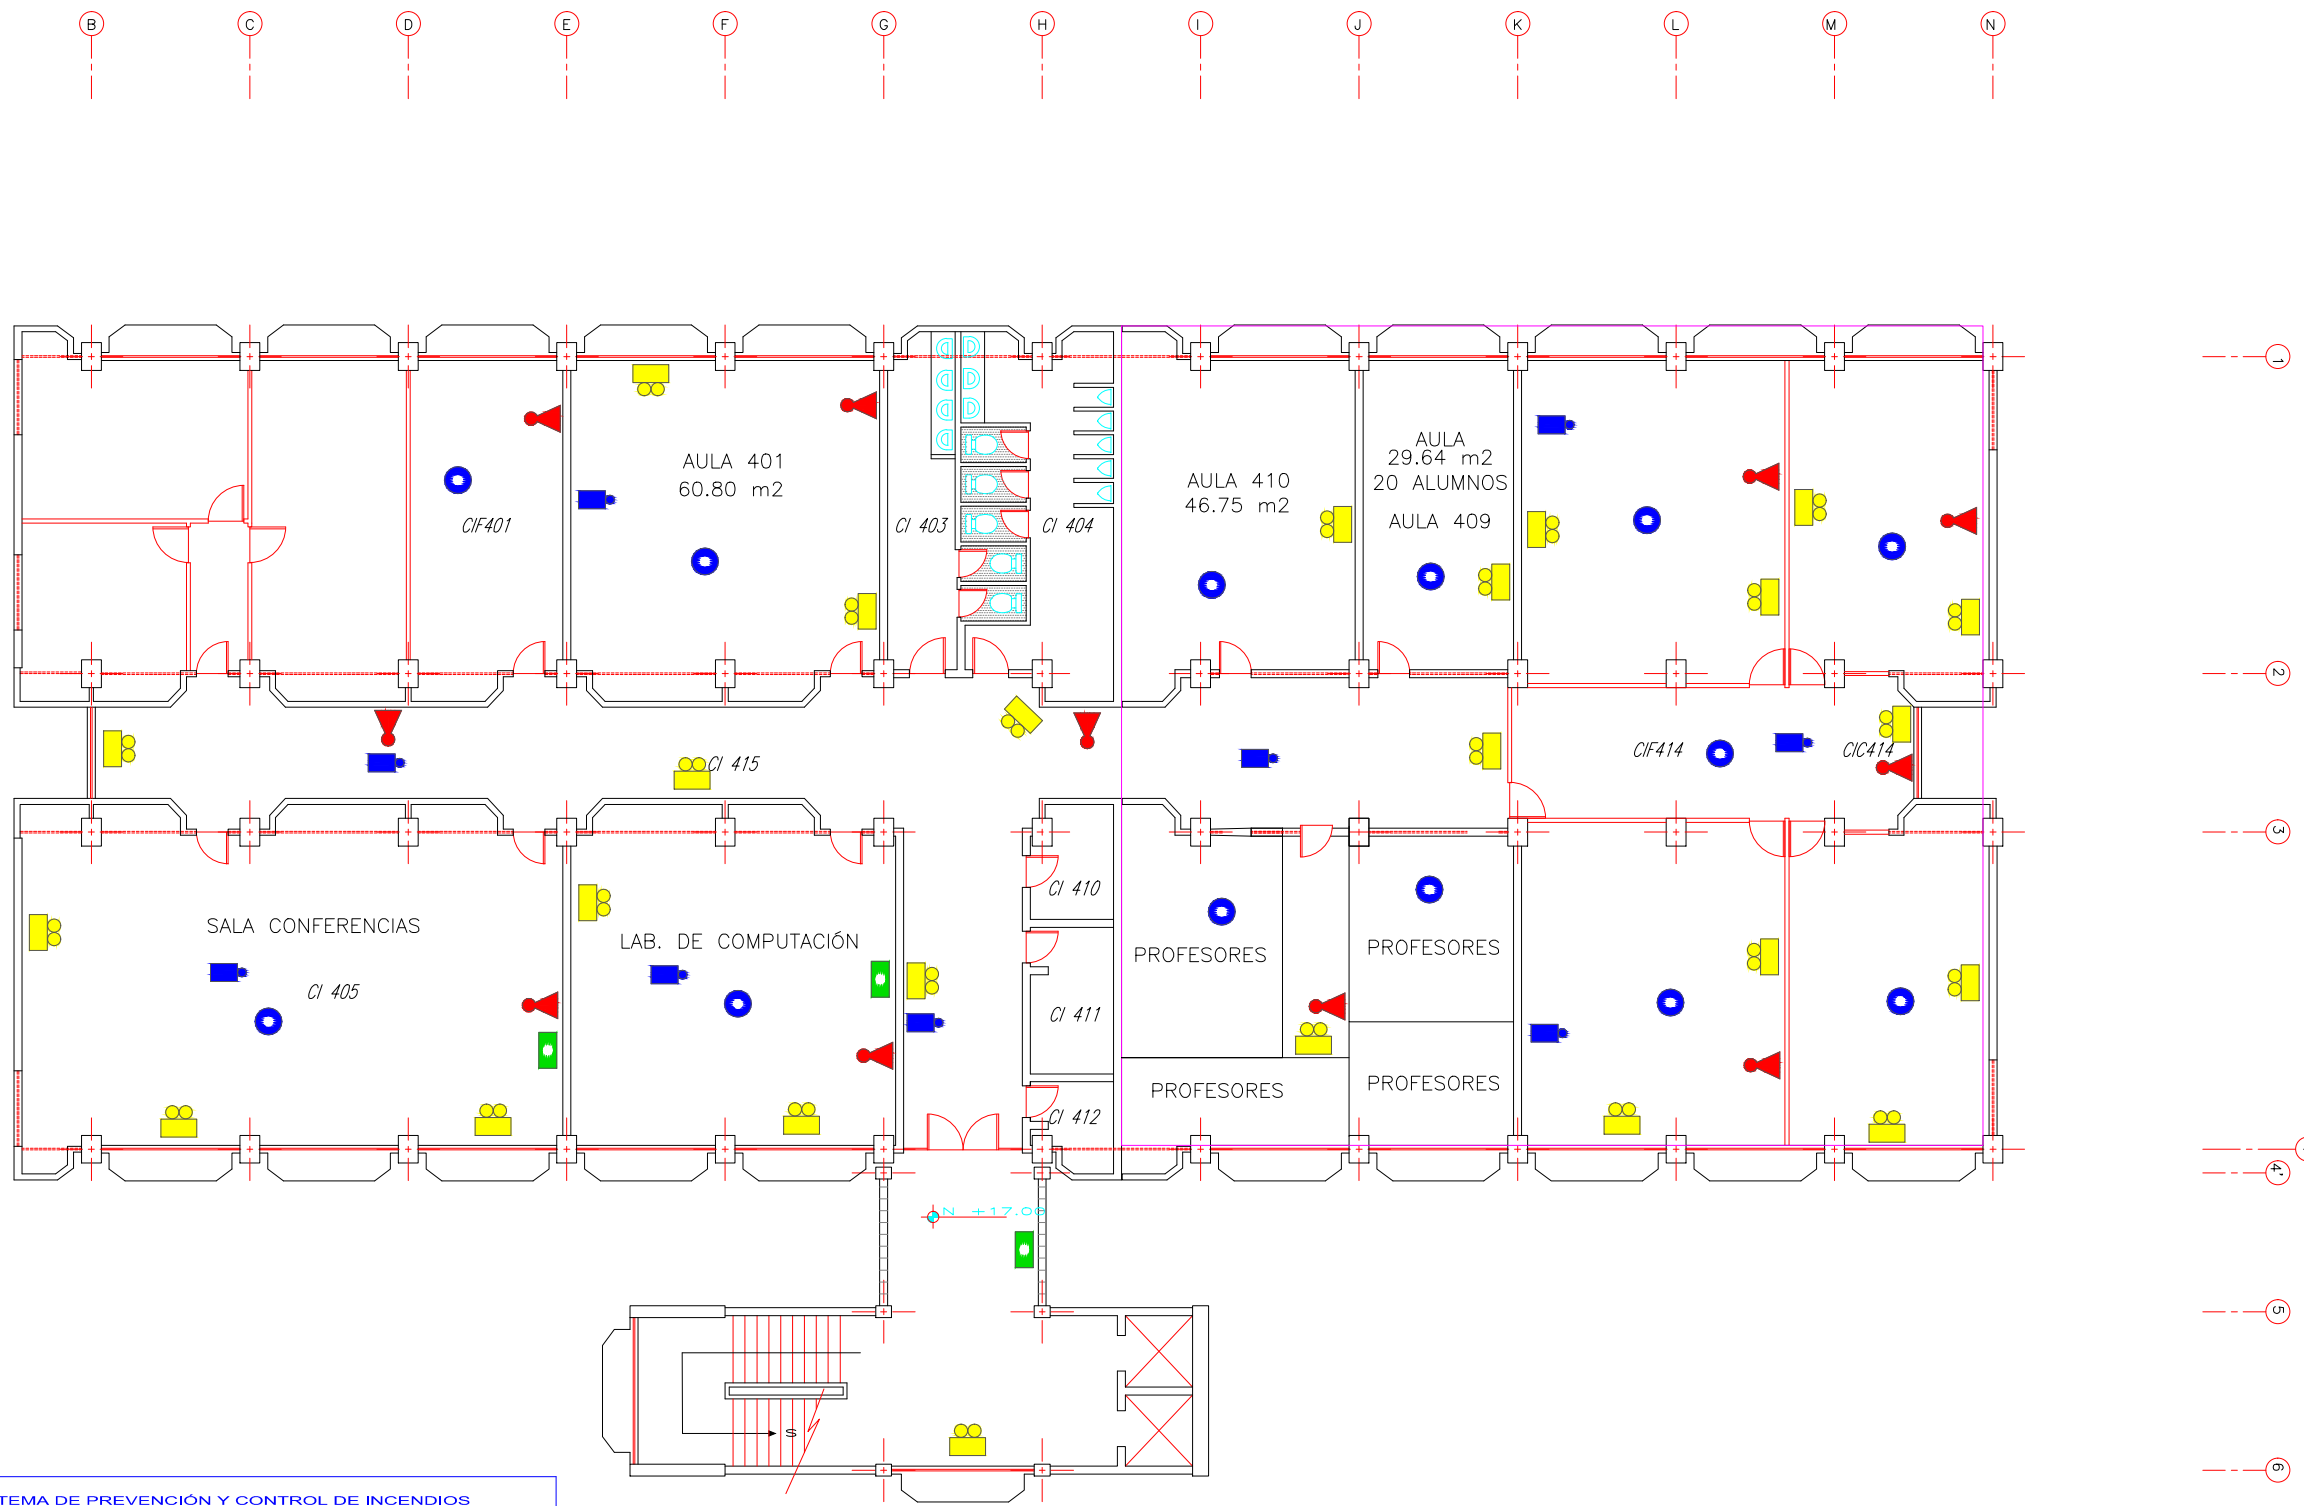 B C D E F G H I J K L M N
1
AULA 401
60.80 m2
CIF401
CI 403
CI 404
AULA 410
46.75 m2
AULA
29.64 m2
20 ALUMNOS
AULA 409
2
CI 415
CIF414
CIC414
3
SALA CONFERENCIAS
CI 405
LAB. DE COMPUTACIÓN
CI 410
CI 411
CI 412
PROFESORES
PROFESORES
PROFESORES
PROFESORES
4'
N +17.00
5
S
6
TEMA DE PREVENCIÓN Y CONTROL DE INCENDIOS